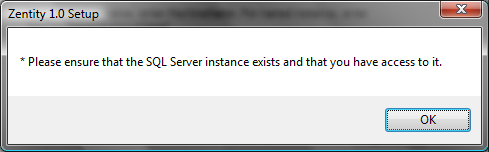 Zentity 1.0 Setup
* Please ensure that the SQL Server instance exists and that you have access to it.
OK